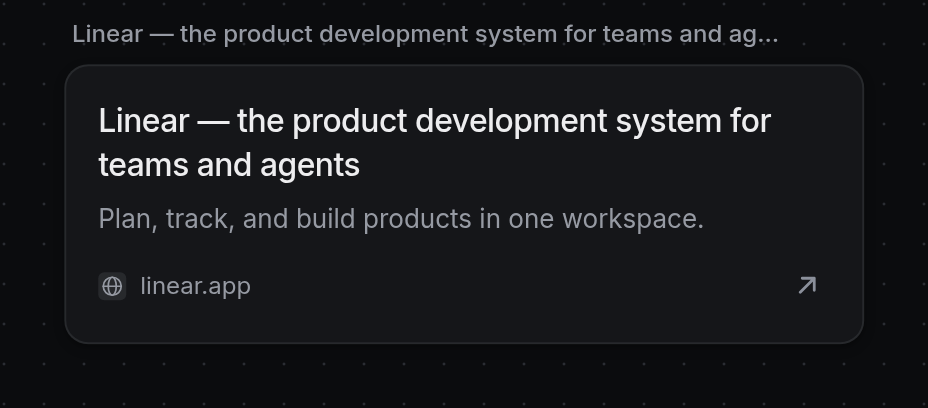 Linear — the product development system for teams and ag...
Linear — the product development system for
teams and agents
Plan, track, and build products in one workspace.
linear.app